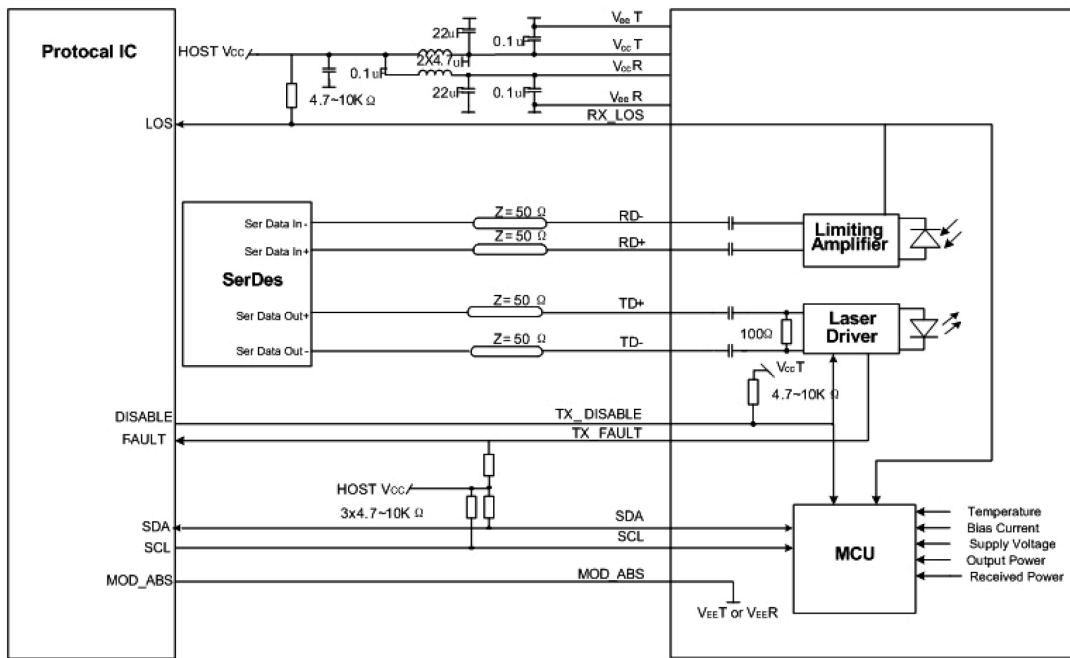 Protocal IC
HOST Vcc
22uF
0.1uF
VeeT
VccT
VccR
VeeR
2X4.7uH
0.1uF
22uF
0.1uF
4.7~10K Ω
LOS
RX_LOS
SerDes
Ser Data In-
Ser Data In+
Ser Data Out+
Ser Data Out-
Z=50 Ω
RD-
Z=50 Ω
RD+
Limiting
Amplifier
Z=50 Ω
TD+
Z=50 Ω
TD-
100Ω
Laser
Driver
VccT
4.7~10K Ω
DISABLE
TX_DISABLE
FAULT
TX_FAULT
HOST Vcc
3x4.7~10K Ω
SDA
SDA
SCL
SCL
MOD_ABS
MOD_ABS
VEET or VEER
MCU
Temperature
Bias Current
Supply Voltage
Output Power
Received Power